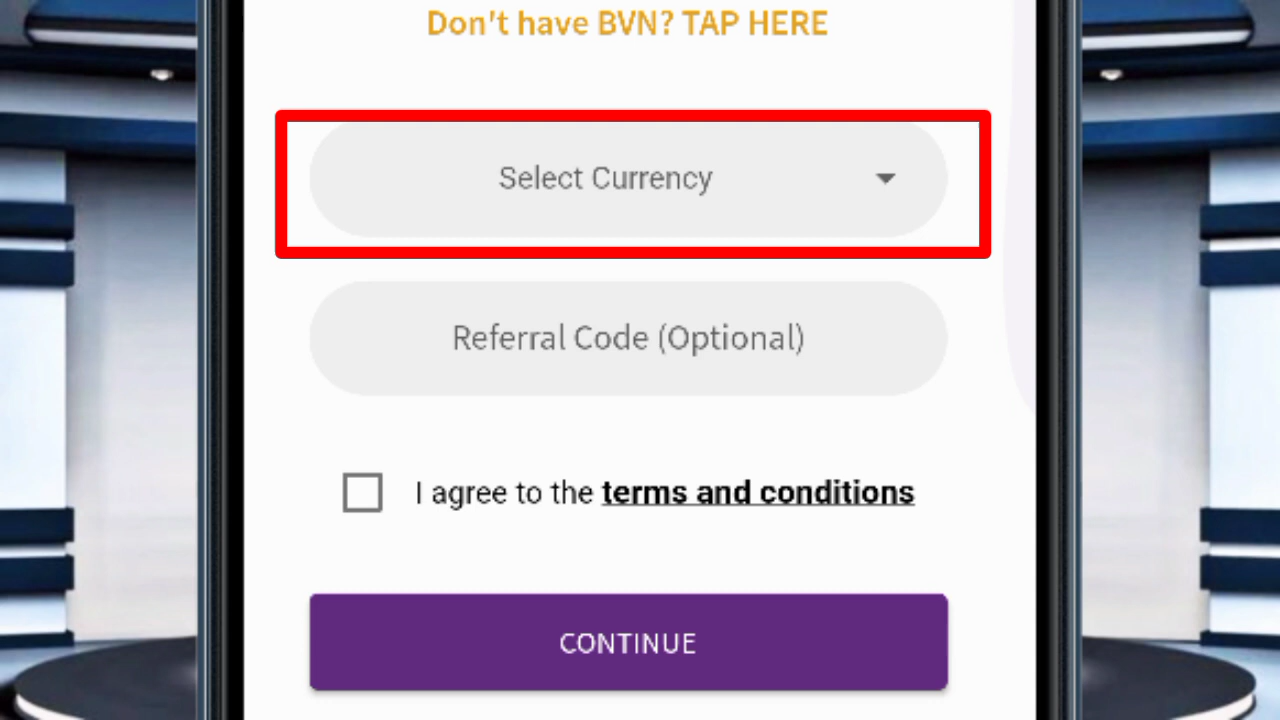 Don't have BVN? TAP HERE
Select Currency
Referral Code (Optional)
I agree to the terms and conditions
CONTINUE